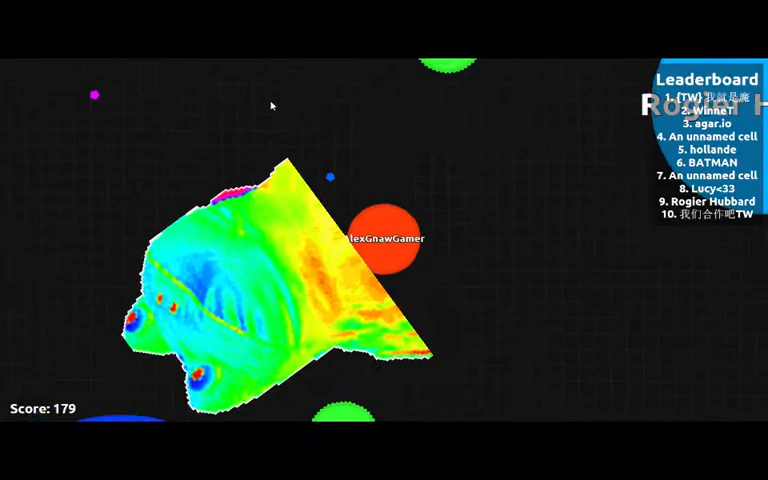 Leaderboard
1. {TW} 我就是魔
2. WinneT
3. agar.io
4. An unnamed cell
5. hollande
6. BATMAN
7. An unnamed cell
8. Lucy<33
9. Rogier Hubbard
10. 我们合作吧TW
Rogier H
lexGnawGamer
Score: 179